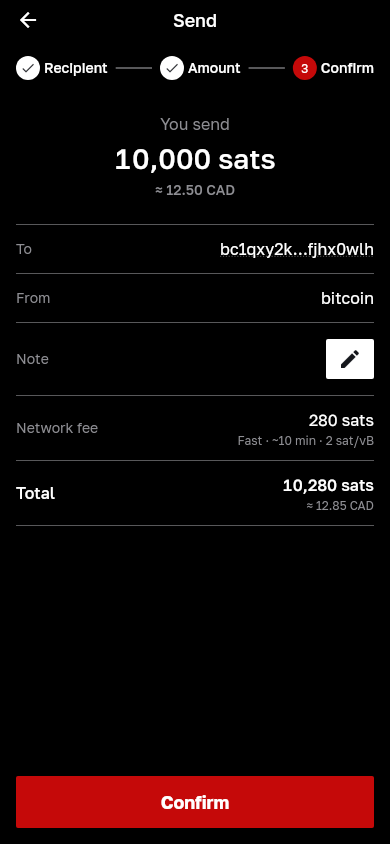 Send
Recipient
Amount
3 Confirm
You send
10,000 sats
≈ 12.50 CAD
To
bc1qxy2k...fjhx0wlh
From
bitcoin
Note
Network fee
280 sats
Fast · ~10 min · 2 sat/vB
Total
10,280 sats
≈ 12.85 CAD
Confirm